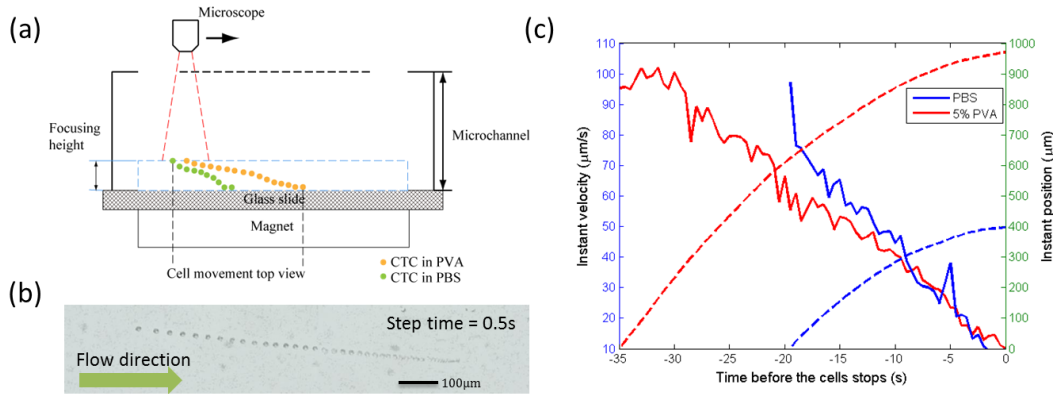 (a)
Microscope
Focusing
height
Microchannel
Glass slide
Magnet
CTC in PVA
CTC in PBS
Cell movement top view
(b)
Step time = 0.5s
Flow direction
100μm
(c)
110
100
90
80
70
60
50
40
30
20
10
Instant velocity (μm/s)
PBS
5% PVA
1000
900
800
700
600
500
400
300
200
100
0
Instant position (μm)
-35
-30
-25
-20
-15
-10
-5
0
Time before the cells stops (s)